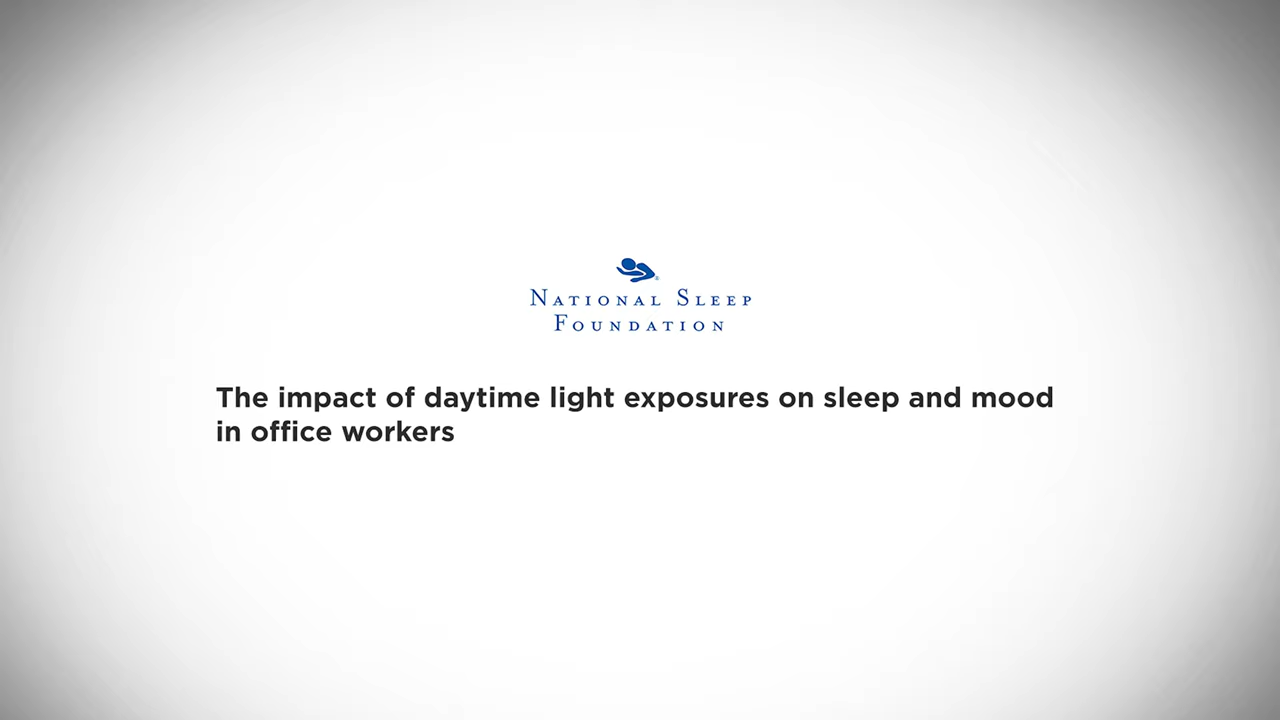 National Sleep
Foundation
The impact of daytime light exposures on sleep and mood
in office workers